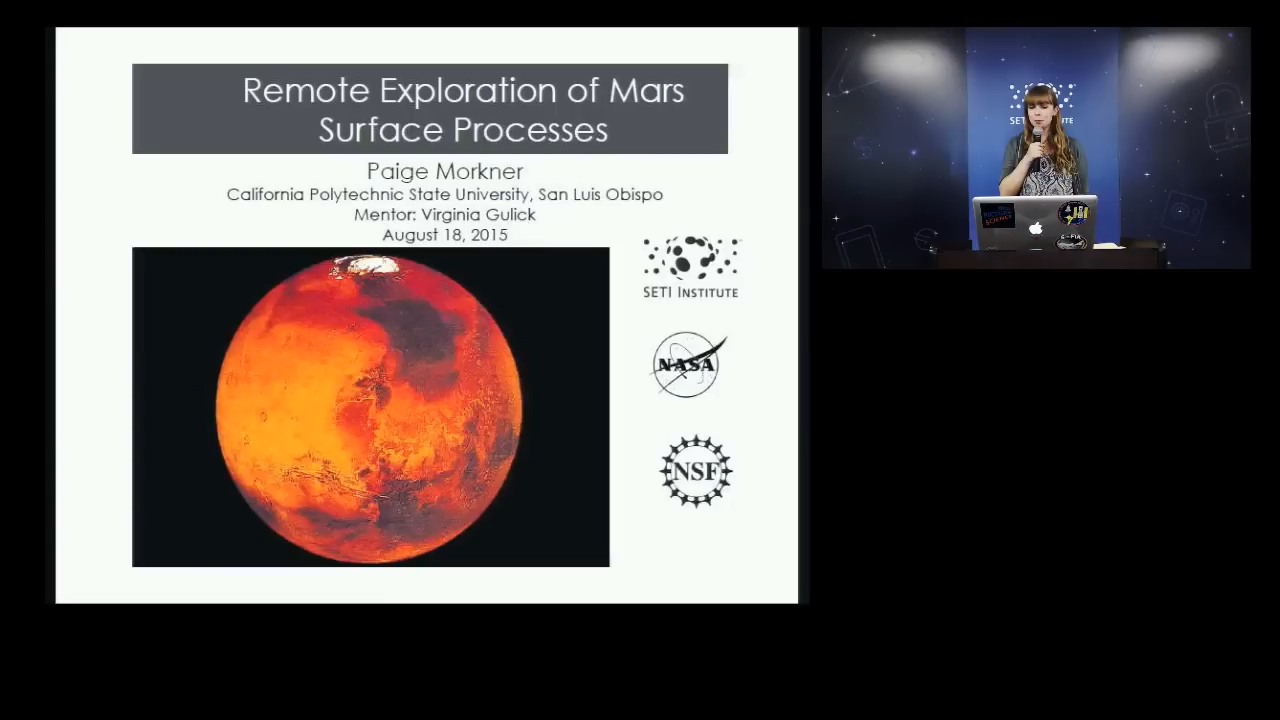 Remote Exploration of Mars
Surface Processes
Paige Morkner
California Polytechnic State University, San Luis Obispo
Mentor: Virginia Gulick
August 18, 2015
SETI INSTITUTE
NASA
NSF